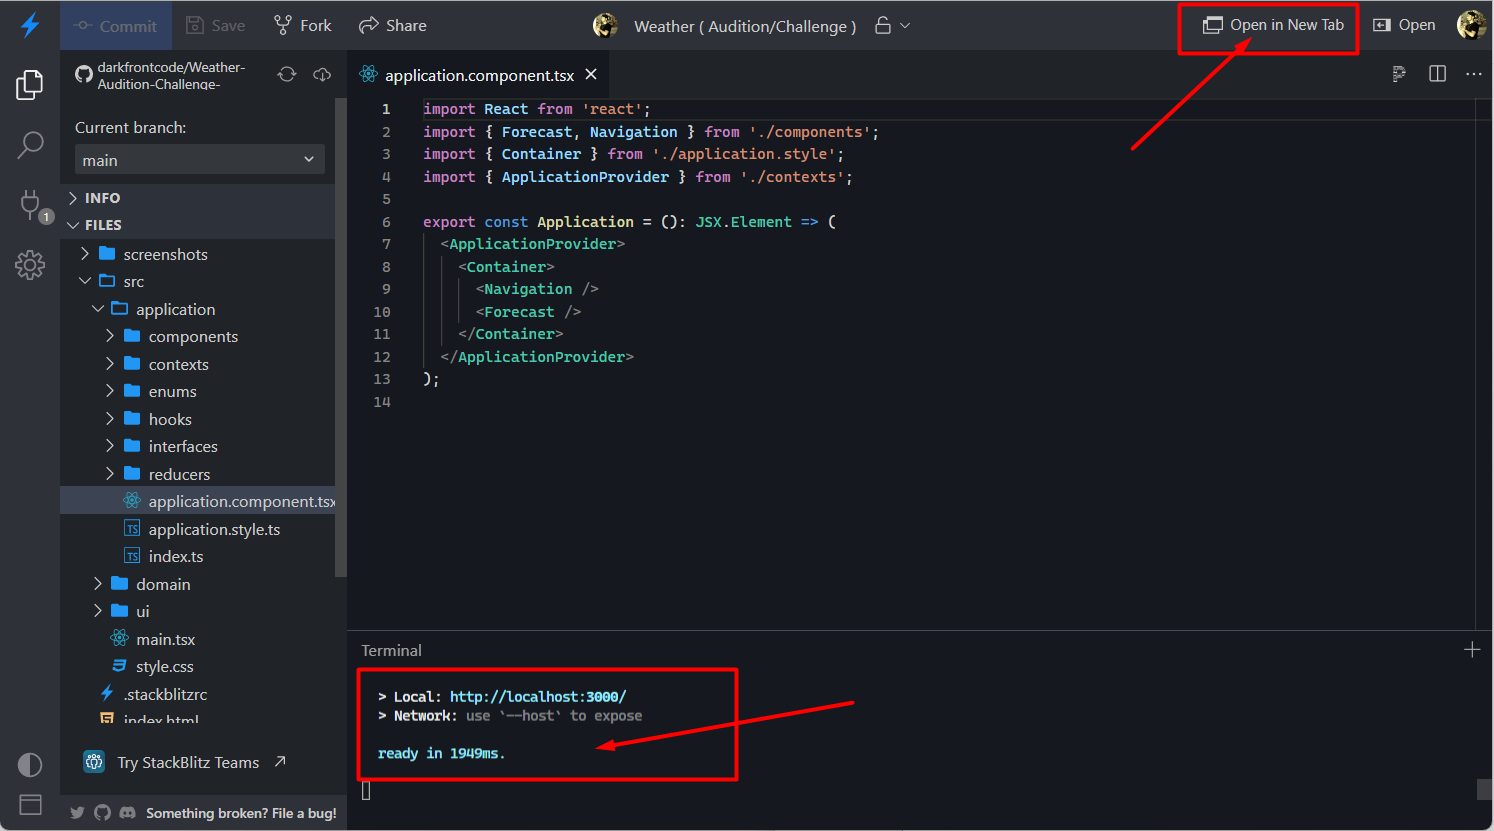 Commit
Save
Fork
Share
Weather ( Audition/Challenge )
Open in New Tab
Open
darkfrontcode/Weather-
Audition-Challenge-
Current branch:
main
1
INFO
FILES
screenshots
src
application
components
contexts
enums
hooks
interfaces
reducers
application.component.tsx
TS application.style.ts
TS index.ts
domain
ui
main.tsx
style.css
.stackblitzrc
index.html
Try StackBlitz Teams
Something broken? File a bug!
application.component.tsx
1 import React from 'react';
2 import { Forecast, Navigation } from './components';
3 import { Container } from './application.style';
4 import { ApplicationProvider } from './contexts';
5
6 export const Application = (): JSX.Element => (
7 <ApplicationProvider>
8 <Container>
9 <Navigation />
10 <Forecast />
11 </Container>
12 </ApplicationProvider>
13 );
14
Terminal
> Local: http://localhost:3000/
> Network: use `--host` to expose
ready in 1949ms.